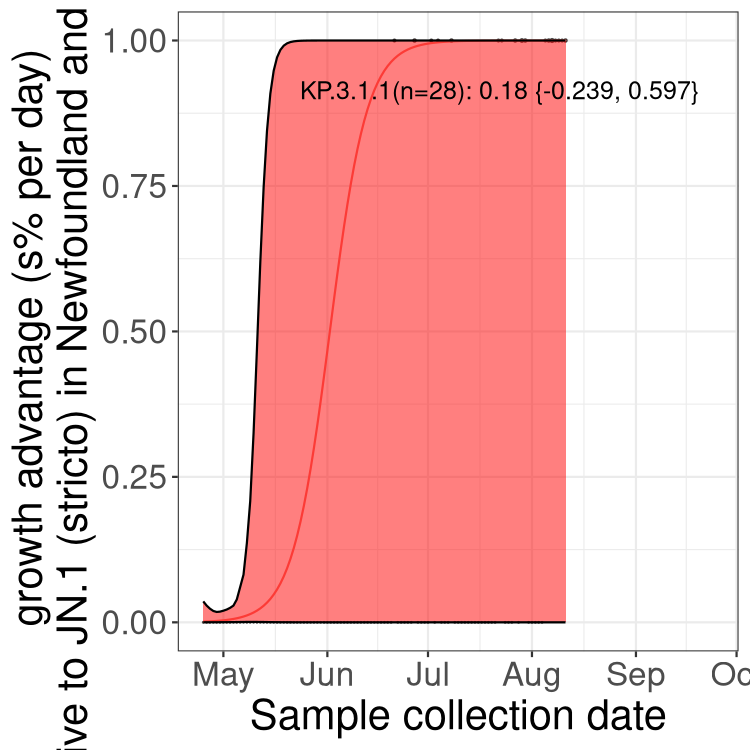 growth advantage (s% per day)
ive to JN.1 (stricto) in Newfoundland and
1.00
0.75
0.50
0.25
0.00
KP.3.1.1(n=28): 0.18 {-0.239, 0.597}
May Jun Jul Aug Sep Oc
Sample collection date